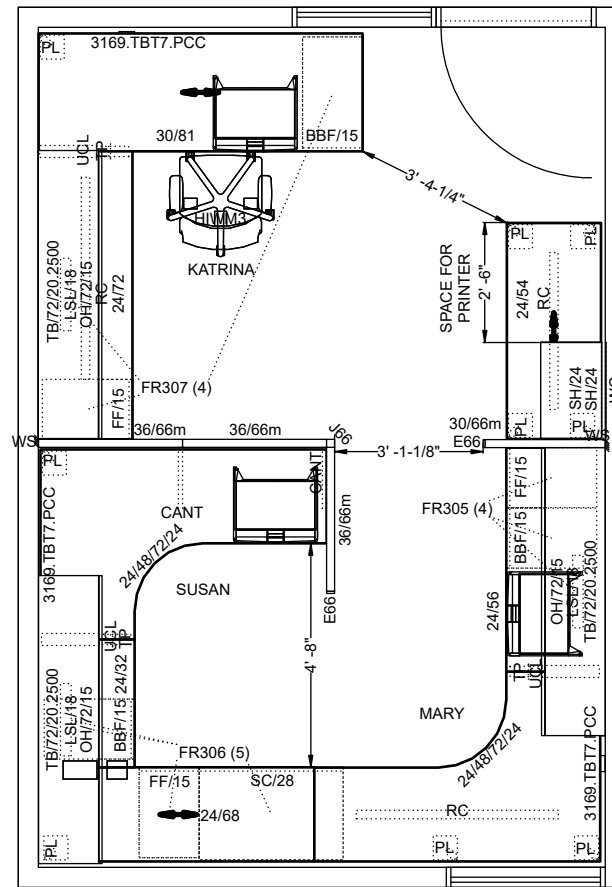 PL
3169.TBT7.PCC
30/81
BBF/15
UCL
TP
HIWM3
KATRINA
3' -4-1/4"
TB/72/20.2500
LSL/18
OH/72/15
RC
24/72
FF/15
FR307 (4)
PL
PL
SPACE FOR
PRINTER
2' -6"
24/54
RC
SH/24
SH/24
WS
PL
PL
WS
WS
36/66m
36/66m
J66
30/66m
E66
3' -1-1/8"
PL
3169.TBT7.PCC
CANT
CANT
36/66m
24/48/72/24
SUSAN
E66
FR305 (4)
FF/15
BBF/15
OH/72/15
LSL/18
TB/72/20.2500
24/56
UCL
TP
24/32
4' -8"
TP
UCL
TB/72/20.2500
LSL/18
OH/72/15
BBF/15
MARY
24/48/72/24
3169.TBT7.PCC
FR306 (5)
FF/15
SC/28
24/68
RC
PL
PL
PL